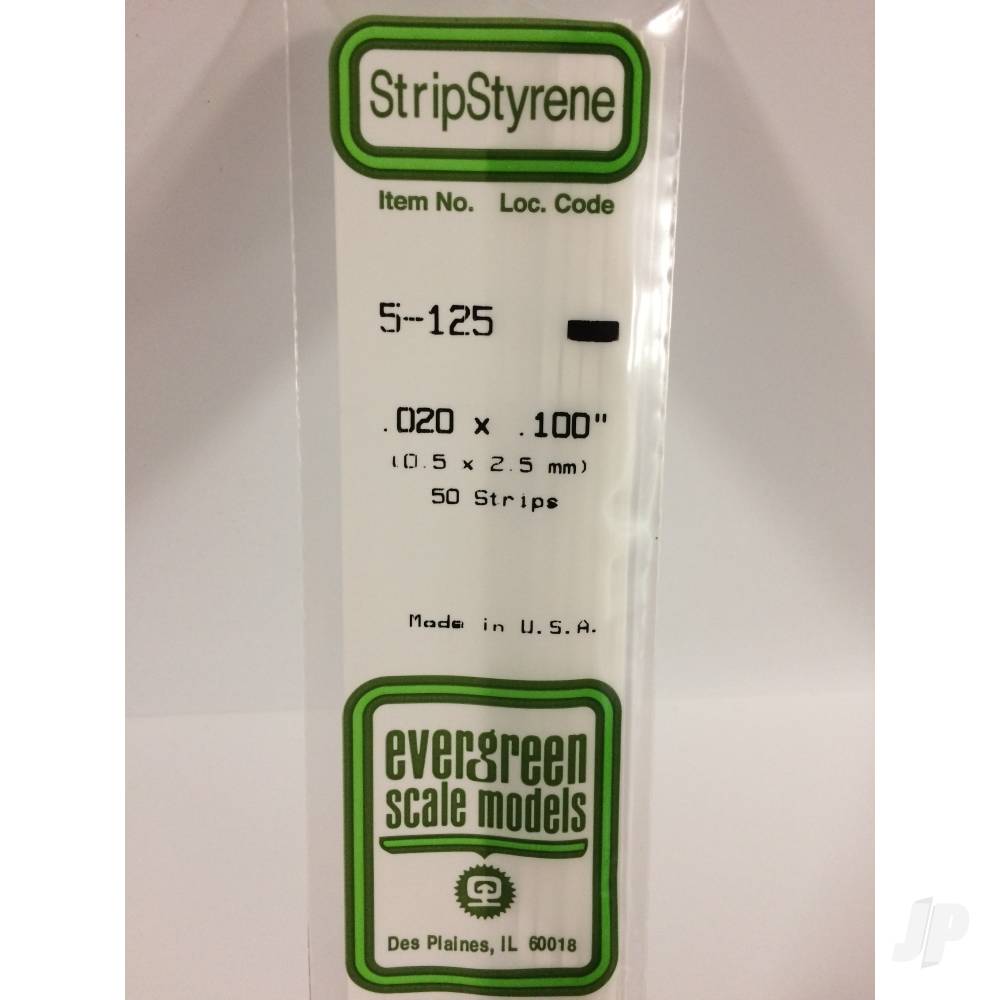 StripStyrene
Item No. Loc. Code
5-125
.020 x .100"
(0.5 x 2.5 mm)
50 Strips
Made in U.S.A.
evergreen
scale models
Des Plaines, IL 60018
JP